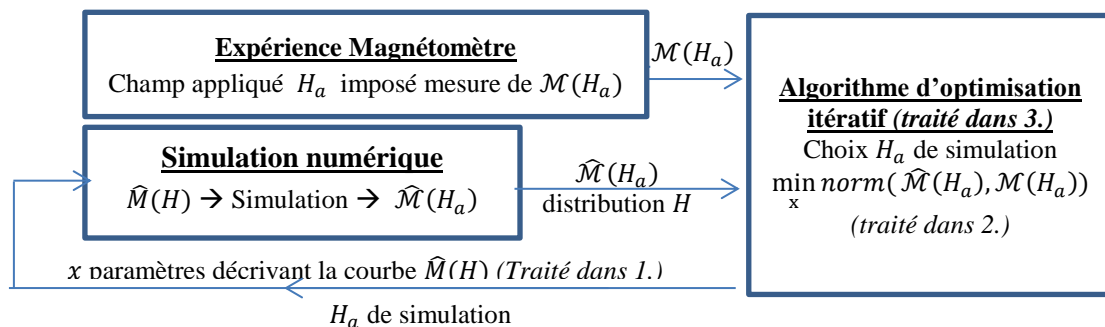 Expérience Magnétomètre
Champ appliqué H_a imposé mesure de ℳ(H_a)
ℳ(H_a)
Simulation numérique
M̂(H) → Simulation → ℳ̂(H_a)
ℳ̂(H_a)
distribution H
Algorithme d'optimisation
itératif (traité dans 3.)
Choix H_a de simulation
min norm(ℳ̂(H_a), ℳ(H_a))
x
(traité dans 2.)
x paramètres décrivant la courbe M̂(H) (Traité dans 1.)
H_a de simulation